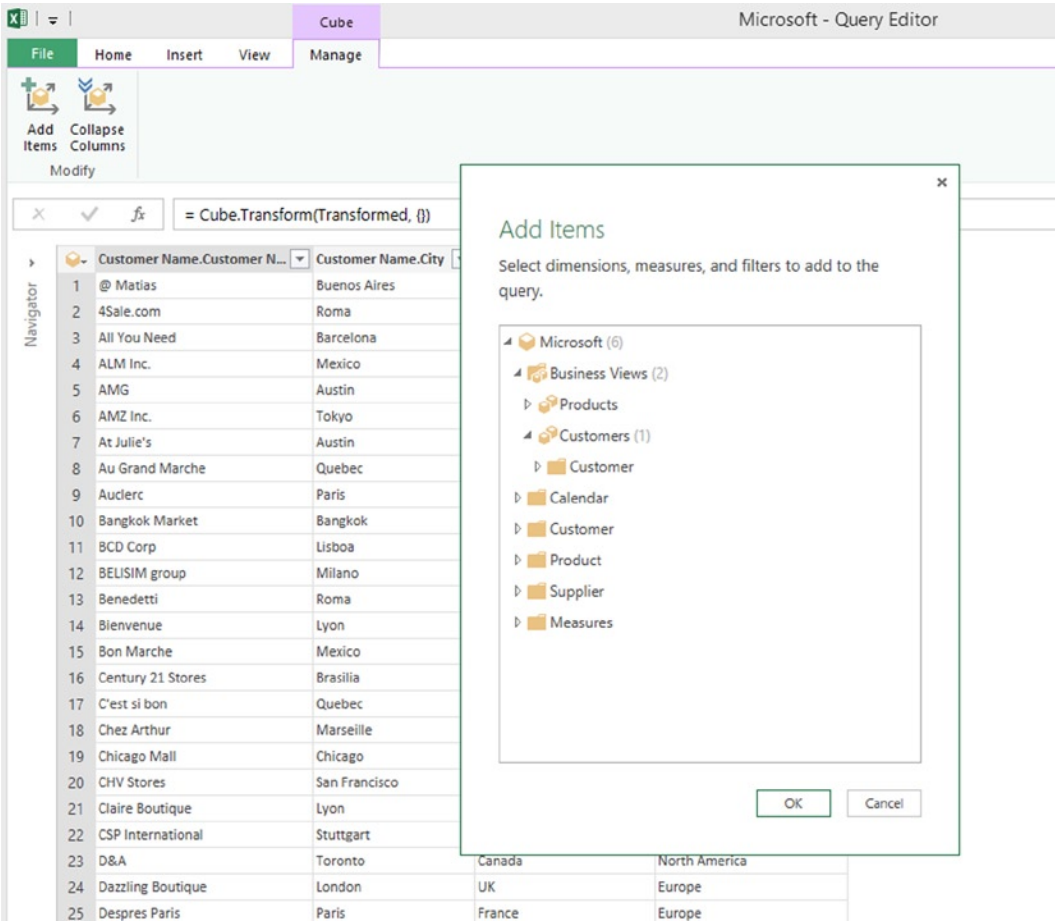 Cube
Microsoft - Query Editor
File Home Insert View Manage
Add Items
Collapse Columns
Modify
fx = Cube.Transform(Transformed, {})
Navigator
Customer Name.Customer N... Customer Name.City
1 @ Matias Buenos Aires
2 4Sale.com Roma
3 All You Need Barcelona
4 ALM Inc. Mexico
5 AMG Austin
6 AMZ Inc. Tokyo
7 At Julie's Austin
8 Au Grand Marche Quebec
9 Auclerc Paris
10 Bangkok Market Bangkok
11 BCD Corp Lisboa
12 BELISIM group Milano
13 Benedetti Roma
14 Bienvenue Lyon
15 Bon Marche Mexico
16 Century 21 Stores Brasilia
17 C'est si bon Quebec
18 Chez Arthur Marseille
19 Chicago Mall Chicago
20 CHV Stores San Francisco
21 Claire Boutique Lyon
22 CSP International Stuttgart
23 D&A Toronto Canada North America
24 Dazzling Boutique London UK Europe
25 Despres Paris Paris France Europe
Add Items
Select dimensions, measures, and filters to add to the
query.
Microsoft (6)
Business Views (2)
Products
Customers (1)
Customer
Calendar
Customer
Product
Supplier
Measures
OK Cancel